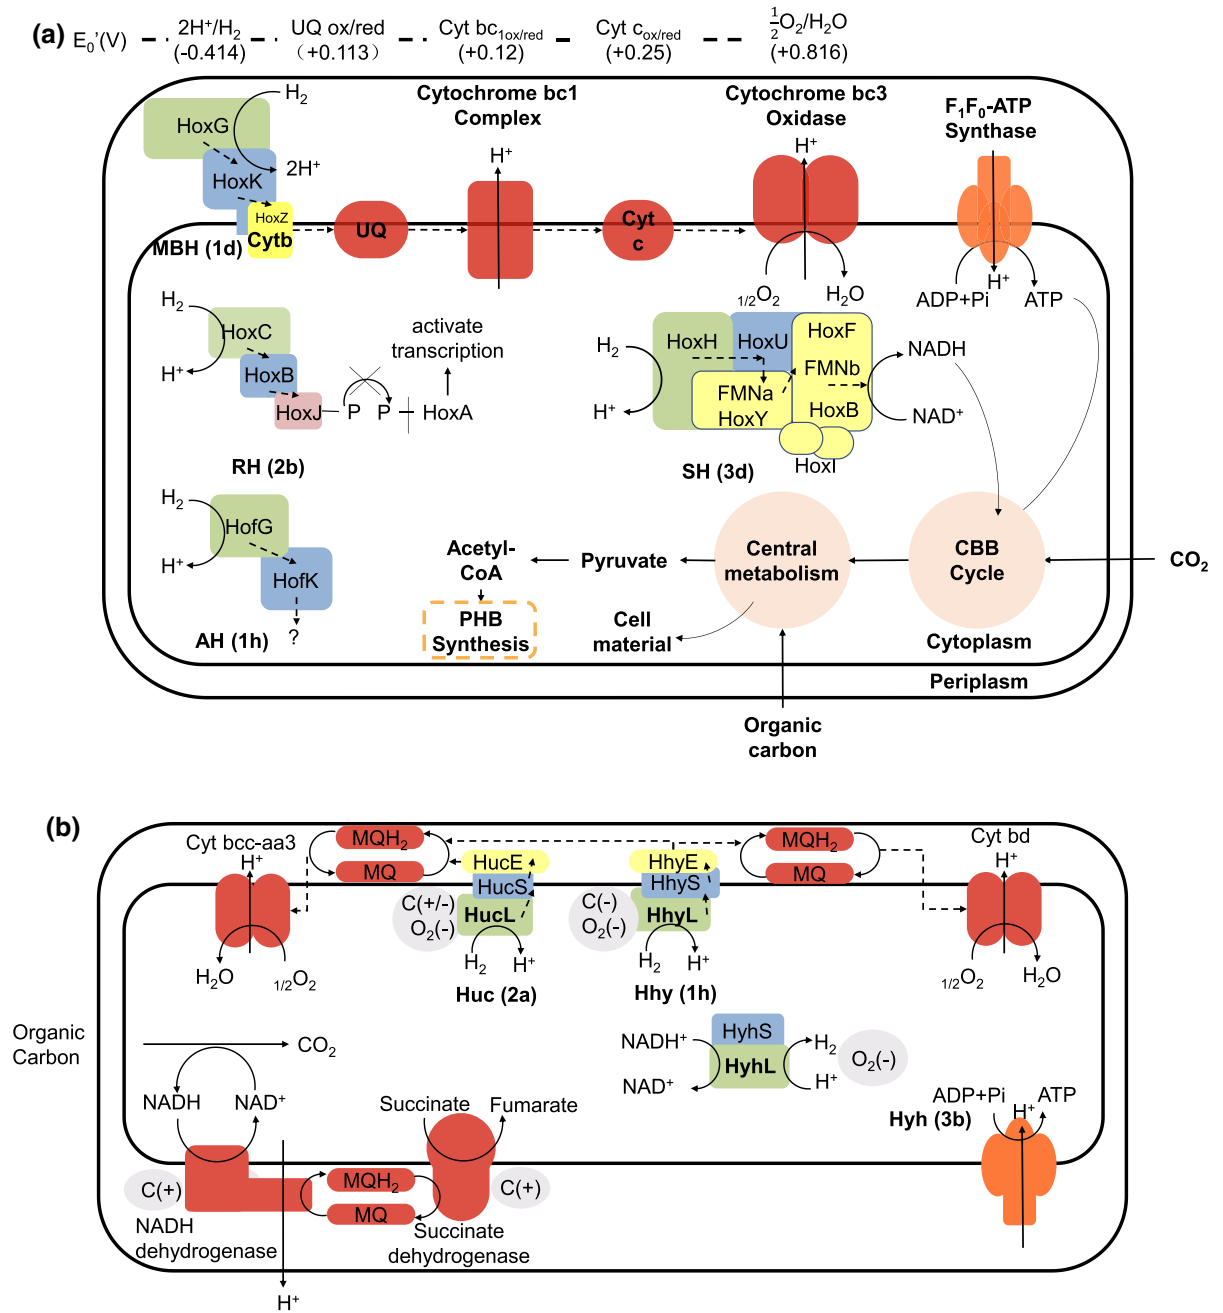 (a) E₀'(V)
2H⁺/H₂
(-0.414)
UQ ox/red
(+0.113)
Cyt bc₁ox/red
(+0.12)
Cyt c ox/red
(+0.25)
½O₂/H₂O
(+0.816)
H₂
HoxG
2H⁺
HoxK
HoxZ
Cytb
MBH (1d)
UQ
Cytochrome bc1
Complex
H⁺
Cyt
c
Cytochrome bc3
Oxidase
H⁺
1/2O₂
H₂O
F₁F₀-ATP
Synthase
H⁺
ADP+Pi
ATP
H₂
HoxC
H⁺
HoxB
HoxJ
P
P
HoxA
activate
transcription
RH (2b)
H₂
H⁺
HoxH
HoxU
HoxF
FMNa
HoxY
FMNb
HoxB
HoxI
NADH
NAD⁺
SH (3d)
H₂
HofG
H⁺
HofK
?
AH (1h)
Acetyl-
CoA
Pyruvate
Central
metabolism
CBB
Cycle
CO₂
PHB
Synthesis
Cell
material
Cytoplasm
Periplasm
Organic
carbon
(b)
Cyt bcc-aa3
H⁺
H₂O
1/2O₂
MQH₂
MQ
HucE
HucS
HucL
C(+/-)
O₂(-)
H₂
H⁺
Huc (2a)
HhyE
HhyS
HhyL
C(-)
O₂(-)
H₂
H⁺
Hhy (1h)
MQH₂
MQ
Cyt bd
H⁺
1/2O₂
H₂O
Organic
Carbon
CO₂
NADH
NAD⁺
NADH⁺
NAD⁺
HyhS
HyhL
H₂
H⁺
O₂(-)
Hyh (3b)
Succinate
Fumarate
C(+)
NADH
dehydrogenase
H⁺
MQH₂
MQ
C(+)
Succinate
dehydrogenase
ADP+Pi
H⁺
ATP